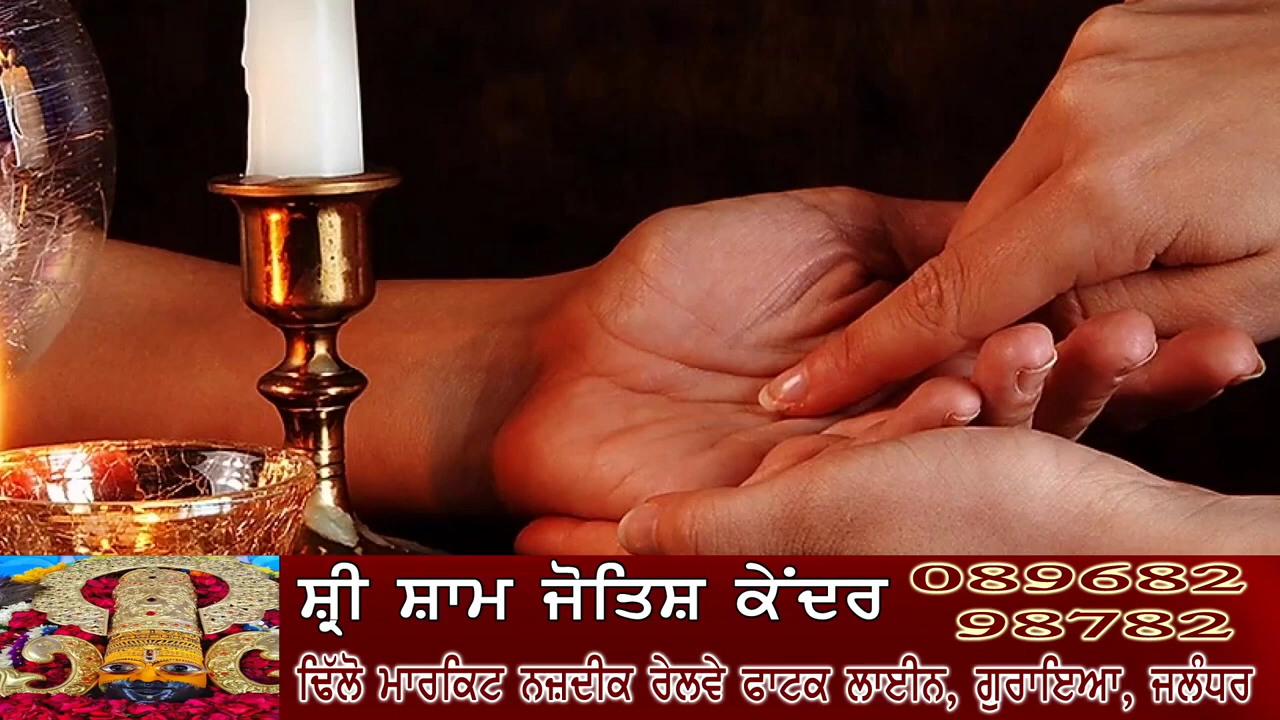 ਸ਼੍ਰੀ ਸ਼ਾਮ ਜੋਤਿਸ਼ ਕੇਂਦਰ
089682
98782
ਢਿੱਲੋ ਮਾਰਕਿਟ ਨਜ਼ਦੀਕ ਰੇਲਵੇ ਫਾਟਕ ਲਾਈਨ, ਗੁਰਾਇਆ, ਜਲੰਧਰ